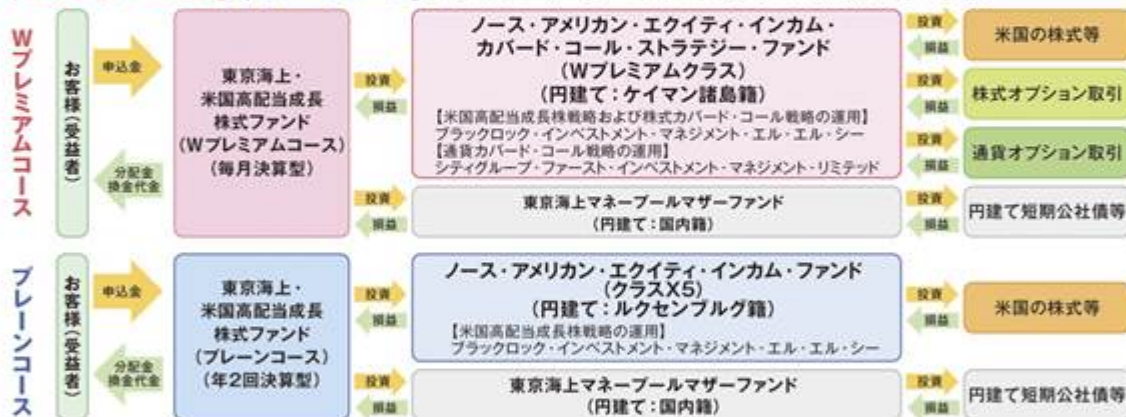 Wプレミアムコース
お客様(受益者)
申込金
分配金
換金代金
東京海上・
米国高配当成長
株式ファンド
(Wプレミアムコース)
(毎月決算型)
投資
損益
ノース・アメリカン・エクイティ・インカム・
カバード・コール・ストラテジー・ファンド
(Wプレミアムクラス)
(円建て:ケイマン諸島籍)
【米国高配当成長株戦略および株式カバード・コール戦略の運用】
ブラックロック・インベストメント・マネジメント・エル・エル・シー
【通貨カバード・コール戦略の運用】
シティグループ・ファースト・インベストメント・マネジメント・リミテッド
投資
損益
米国の株式等
投資
損益
株式オプション取引
投資
損益
通貨オプション取引
投資
損益
東京海上マネープールマザーファンド
(円建て:国内籍)
投資
損益
円建て短期公社債等
プレーンコース
お客様(受益者)
申込金
分配金
換金代金
東京海上・
米国高配当成長
株式ファンド
(プレーンコース)
(年2回決算型)
投資
損益
ノース・アメリカン・エクイティ・インカム・ファンド
(クラスX5)
(円建て:ルクセンブルグ籍)
【米国高配当成長株戦略の運用】
ブラックロック・インベストメント・マネジメント・エル・エル・シー
投資
損益
米国の株式等
投資
損益
東京海上マネープールマザーファンド
(円建て:国内籍)
投資
損益
円建て短期公社債等